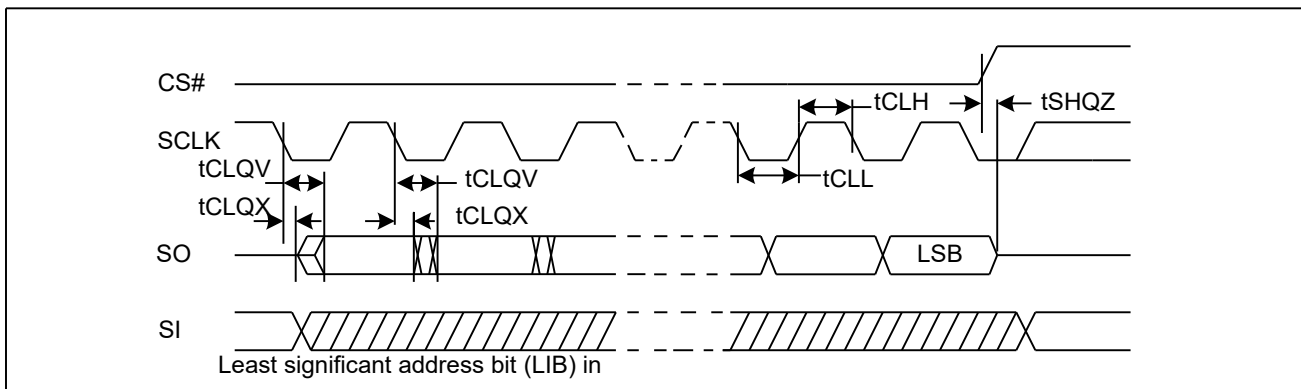 CS#
tCLH
tSHQZ
SCLK
tCLQV
tCLQV
tCLL
tCLQX
tCLQX
SO
LSB
SI
Least significant address bit (LIB) in